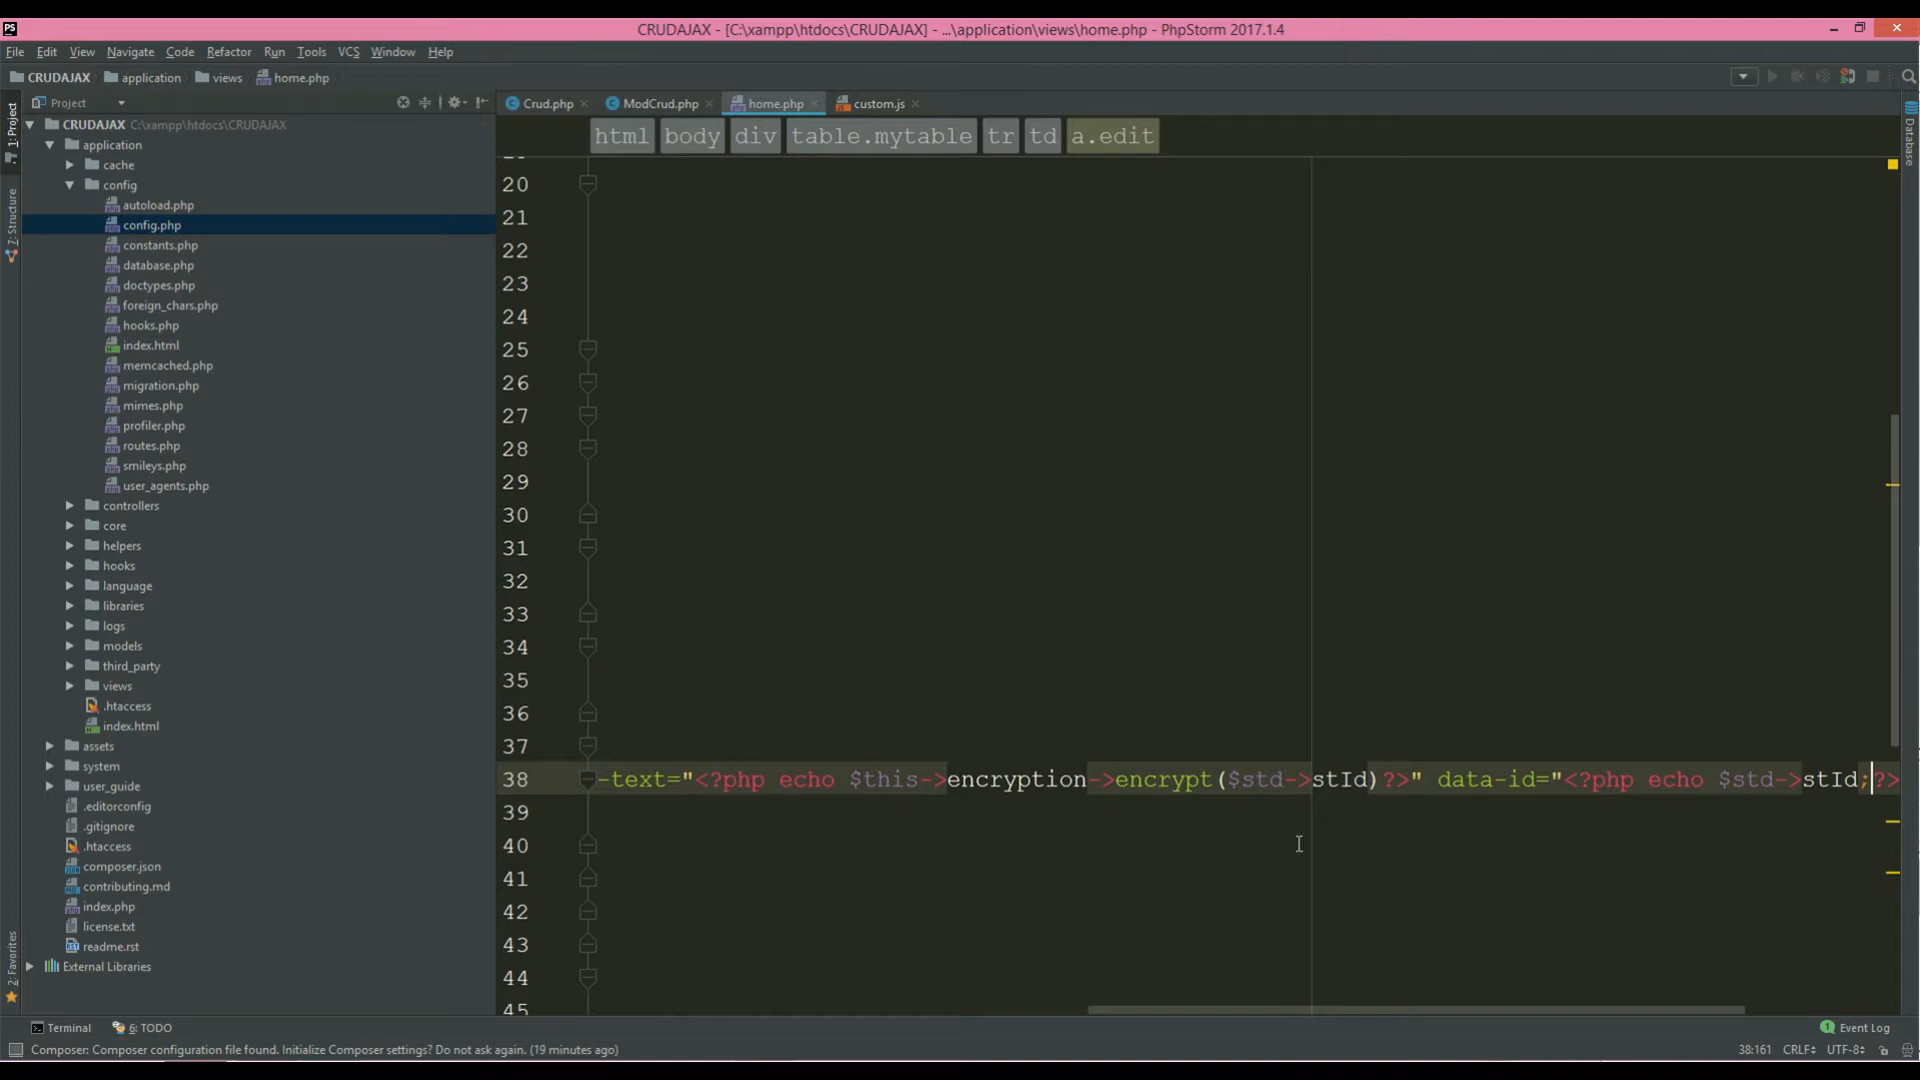 CRUDAJAX - [C:\xampp\htdocs\CRUDAJAX] - ...\application\views\home.php - PhpStorm 2017.1.4
File Edit View Navigate Code Refactor Run Tools VCS Window Help
CRUDAJAX application views home.php
Project
Crud.php ModCrud.php home.php custom.js
html body div table.mytable tr td a.edit
1: Project
7: Structure
2: Favorites
Database
CRUDAJAX C:\xampp\htdocs\CRUDAJAX
application
cache
config
autoload.php
config.php
constants.php
database.php
doctypes.php
foreign_chars.php
hooks.php
index.html
memcached.php
migration.php
mimes.php
profiler.php
routes.php
smileys.php
user_agents.php
controllers
core
helpers
hooks
language
libraries
logs
models
third_party
views
.htaccess
index.html
assets
system
user_guide
.editorconfig
.gitignore
.htaccess
composer.json
contributing.md
index.php
license.txt
readme.rst
External Libraries
20
21
22
23
24
25
26
27
28
29
30
31
32
33
34
35
36
37
38 -text="<?php echo $this->encryption->encrypt($std->stId)?>" data-id="<?php echo $std->stId;?>
39
40
41
42
43
44
45
Terminal 6: TODO
1 Event Log
Composer: Composer configuration file found. Initialize Composer settings? Do not ask again. (19 minutes ago)
38:161 CRLF UTF-8